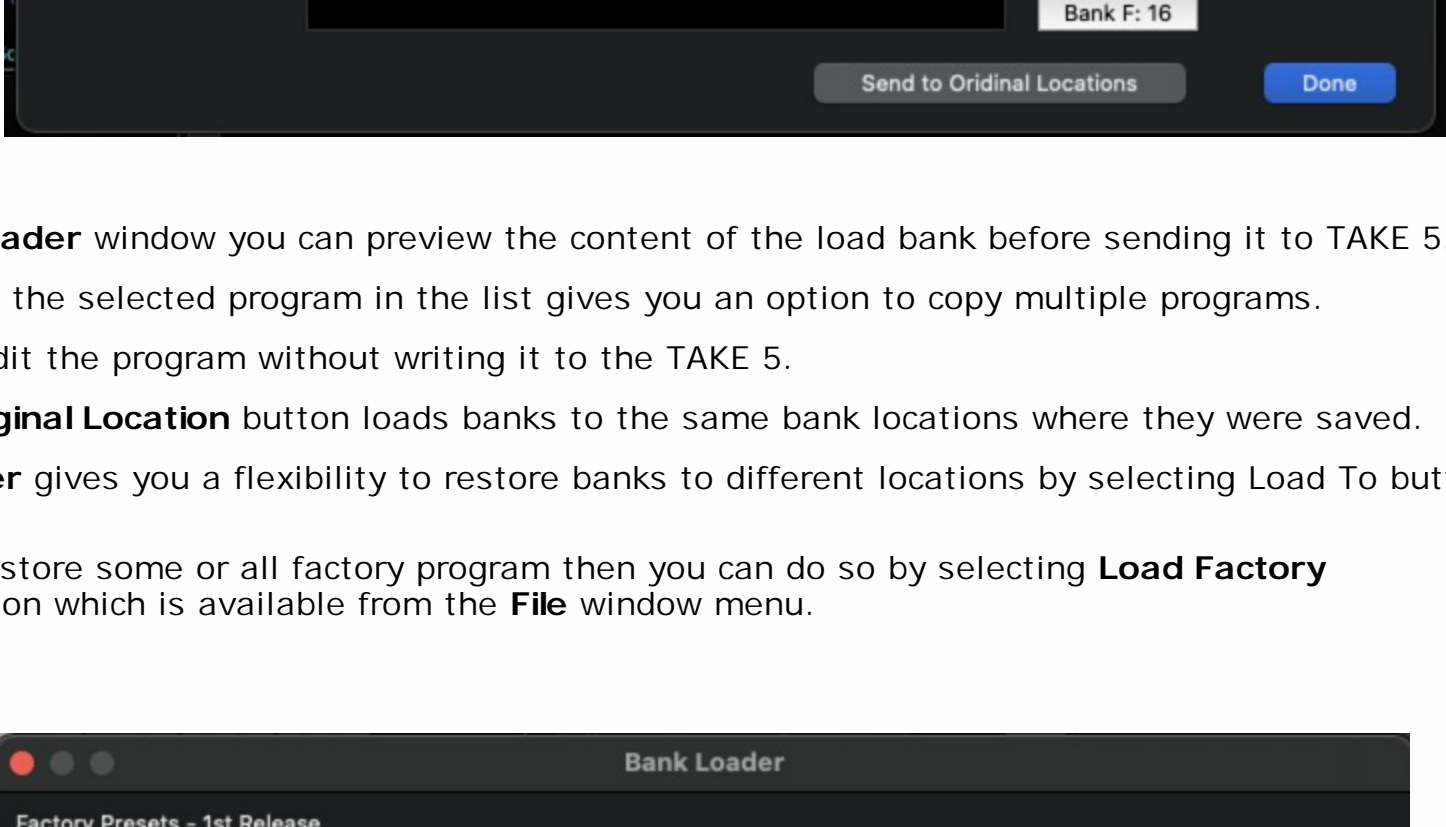 Bank F: 16
Send to Oridinal Locations
Done
ader window you can preview the content of the load bank before sending it to TAKE 5.
the selected program in the list gives you an option to copy multiple programs.
dit the program without writing it to the TAKE 5.
ginal Location button loads banks to the same bank locations where they were saved.
er gives you a flexibility to restore banks to different locations by selecting Load To but
store some or all factory program then you can do so by selecting Load Factory
on which is available from the File window menu.
Bank Loader
Factory Presets - 1st Release